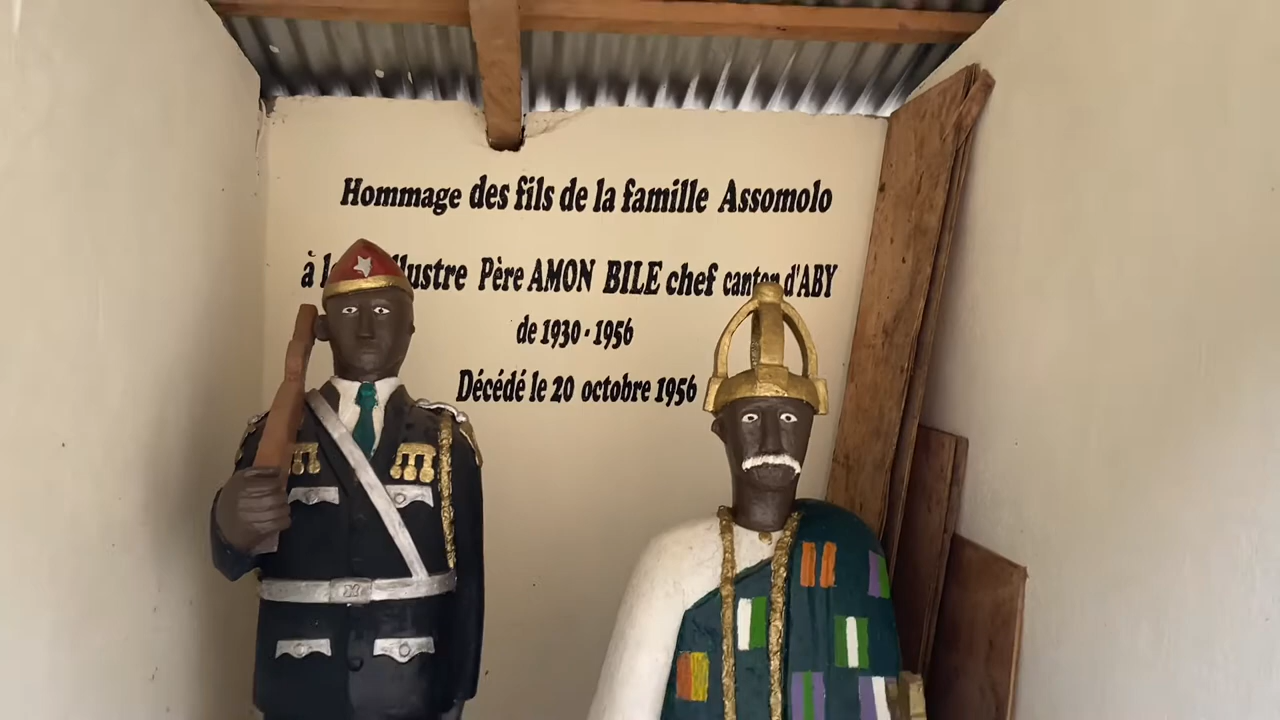 Hommage des fils de la famille Assomolo
à Père AMON BILE chef canton d'ABY
de 1930 - 1956
Décédé le 20 octobre 1956